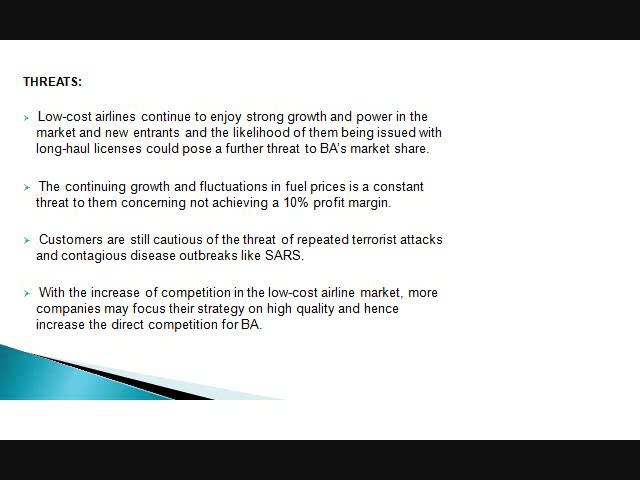 THREATS:
Low-cost airlines continue to enjoy strong growth and power in the
market and new entrants and the likelihood of them being issued with
long-haul licenses could pose a further threat to BA's market share.
The continuing growth and fluctuations in fuel prices is a constant
threat to them concerning not achieving a 10% profit margin.
Customers are still cautious of the threat of repeated terrorist attacks
and contagious disease outbreaks like SARS.
With the increase of competition in the low-cost airline market, more
companies may focus their strategy on high quality and hence
increase the direct competition for BA.